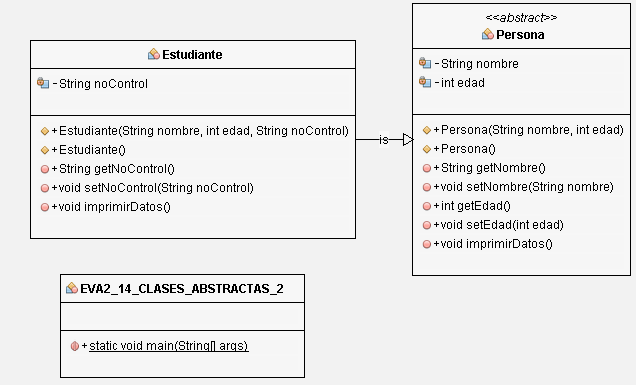 Estudiante
- String noControl
+ Estudiante(String nombre, int edad, String noControl)
+ Estudiante()
+ String getNoControl()
+ void setNoControl(String noControl)
+ void imprimirDatos()
is
<<abstract>>
Persona
- String nombre
- int edad
+ Persona(String nombre, int edad)
+ Persona()
+ String getNombre()
+ void setNombre(String nombre)
+ int getEdad()
+ void setEdad(int edad)
+ void imprimirDatos()
EVA2_14_CLASES_ABSTRACTAS_2
+ static void main(String[] args)